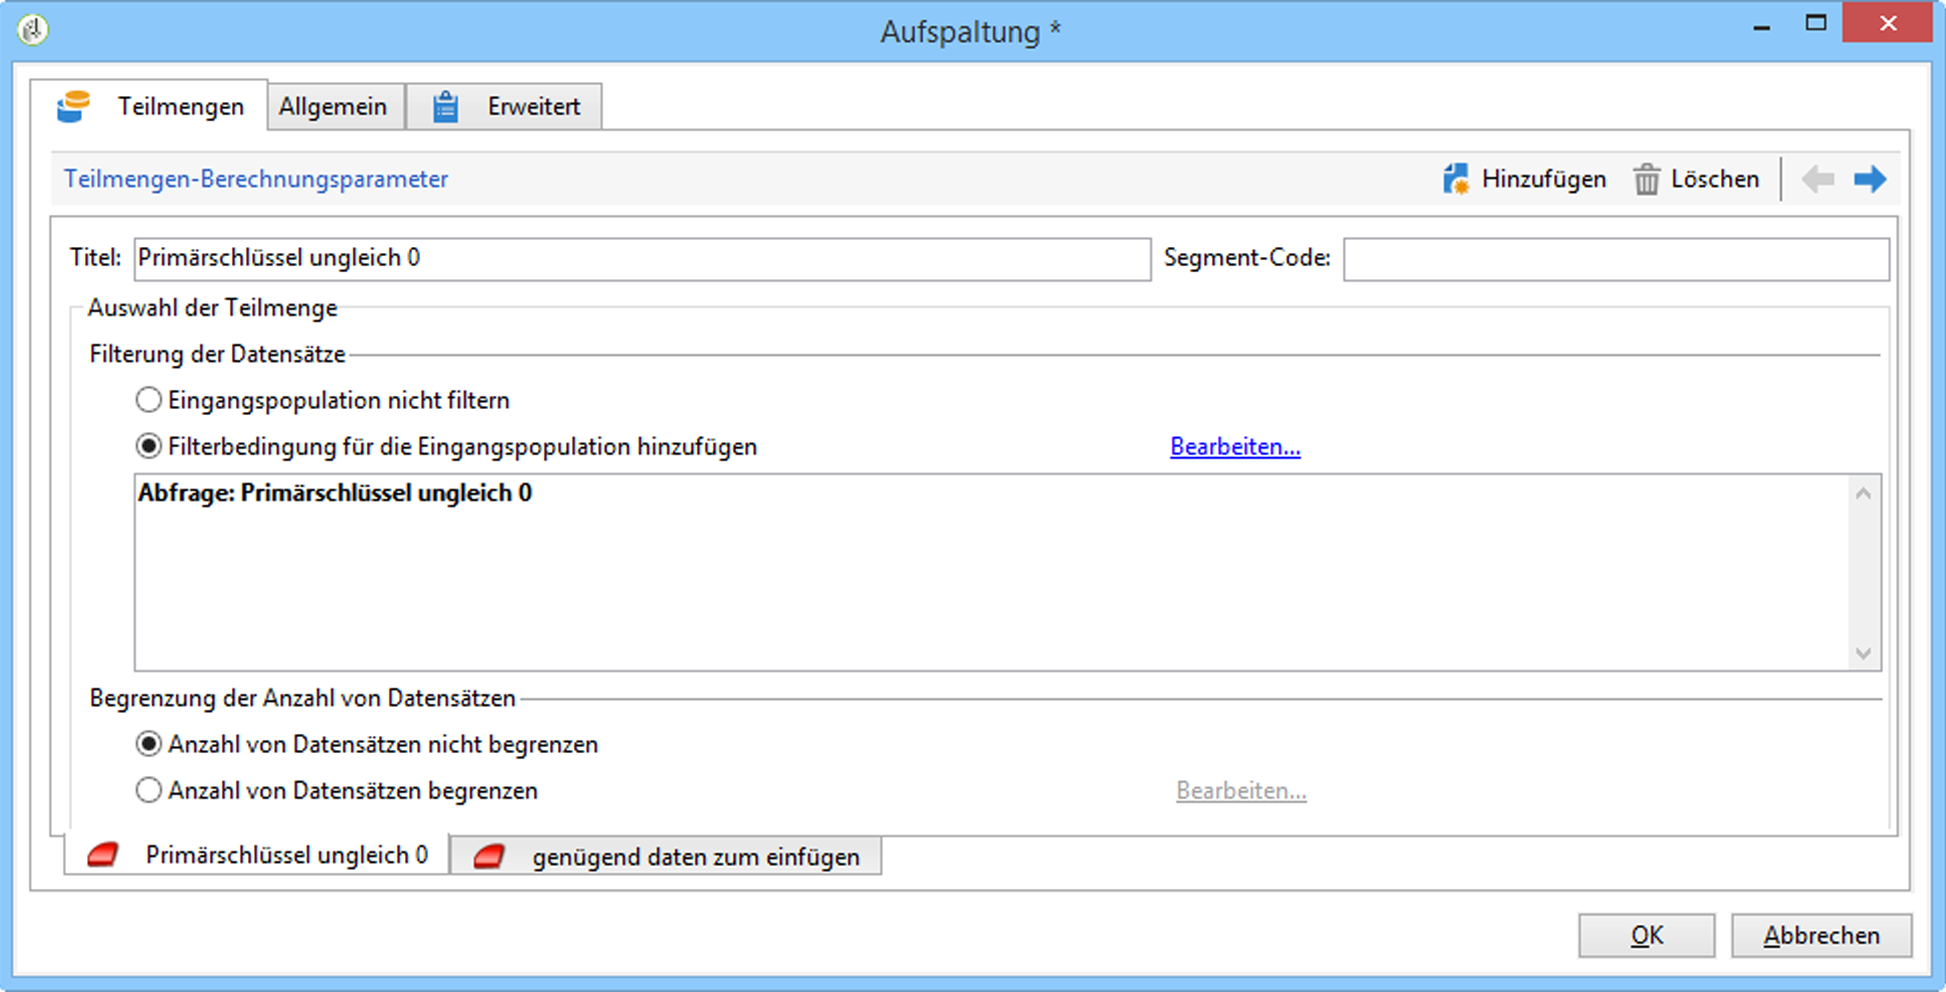 Aufspaltung *
Teilmengen Allgemein Erweitert
Teilmengen-Berechnungsparameter Hinzufügen Löschen
Titel: Primärschlüssel ungleich 0 Segment-Code:
Auswahl der Teilmenge
Filterung der Datensätze
Eingangspopulation nicht filtern
Filterbedingung für die Eingangspopulation hinzufügen Bearbeiten...
Abfrage: Primärschlüssel ungleich 0
Begrenzung der Anzahl von Datensätzen
Anzahl von Datensätzen nicht begrenzen
Anzahl von Datensätzen begrenzen Bearbeiten...
Primärschlüssel ungleich 0 genügend daten zum einfügen
OK Abbrechen